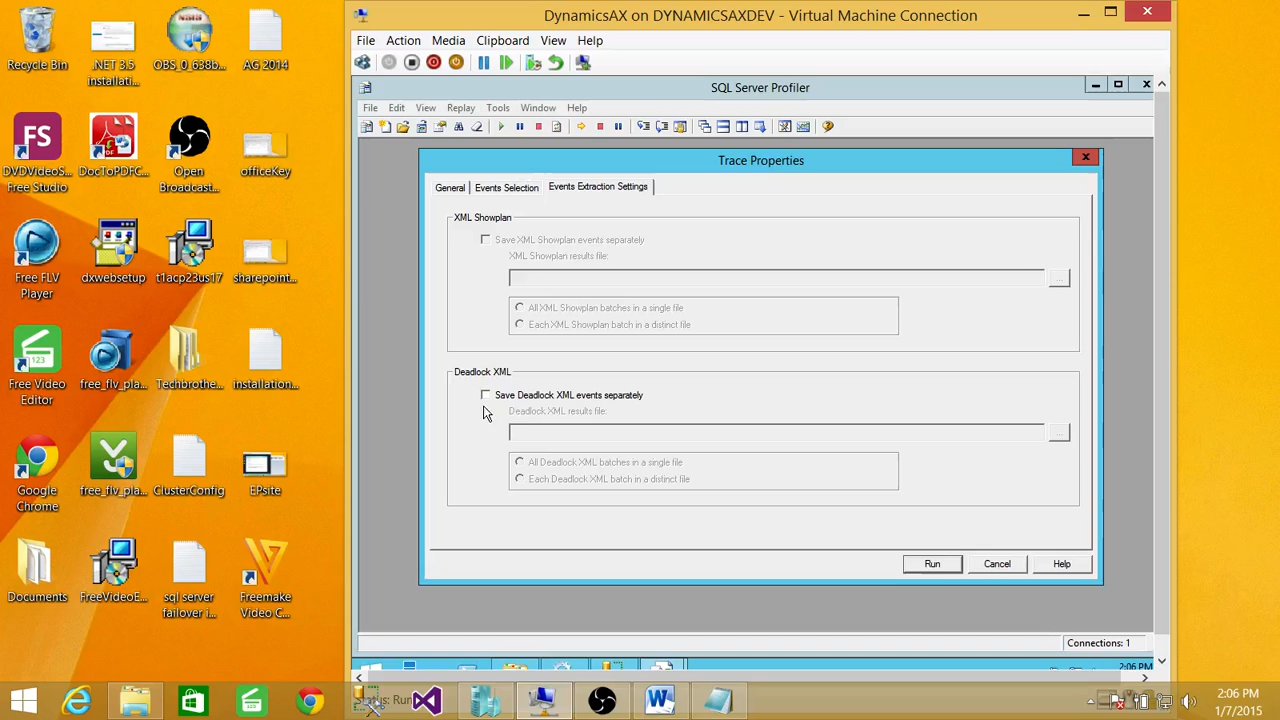 DynamicsAX on DYNAMICSAXDEV - Virtual Machine Connection
File Action Media Clipboard View Help
SQL Server Profiler
File Edit View Replay Tools Window Help
Trace Properties
General Events Selection Events Extraction Settings
XML Showplan
Save XML Showplan events separately
XML Showplan results file:
...
All XML Showplan batches in a single file
Each XML Showplan batch in a distinct file
Deadlock XML
Save Deadlock XML events separately
Deadlock XML results file:
...
All Deadlock XML batches in a single file
Each Deadlock XML batch in a distinct file
Run Cancel Help
Connections: 1
2:06 PM
Recycle Bin
.NET 3.5
installati...
OBS_0_638b...
AG 2014
FS
DVDVideoS...
Free Studio
DocToPDFC...
Open
Broadcast...
officeKey
Free FLV
Player
dxwebsetup
t1acp23us17
sharepoint...
123
Free Video
Editor
free_flv_pla...
Techbrothe...
installation...
Google
Chrome
free_flv_pla...
ClusterConfig
EPsite
Documents
FreeVideoE...
sql server
failover i...
Freemake
Video C...
Status: Run
2:06 PM
1/7/2015